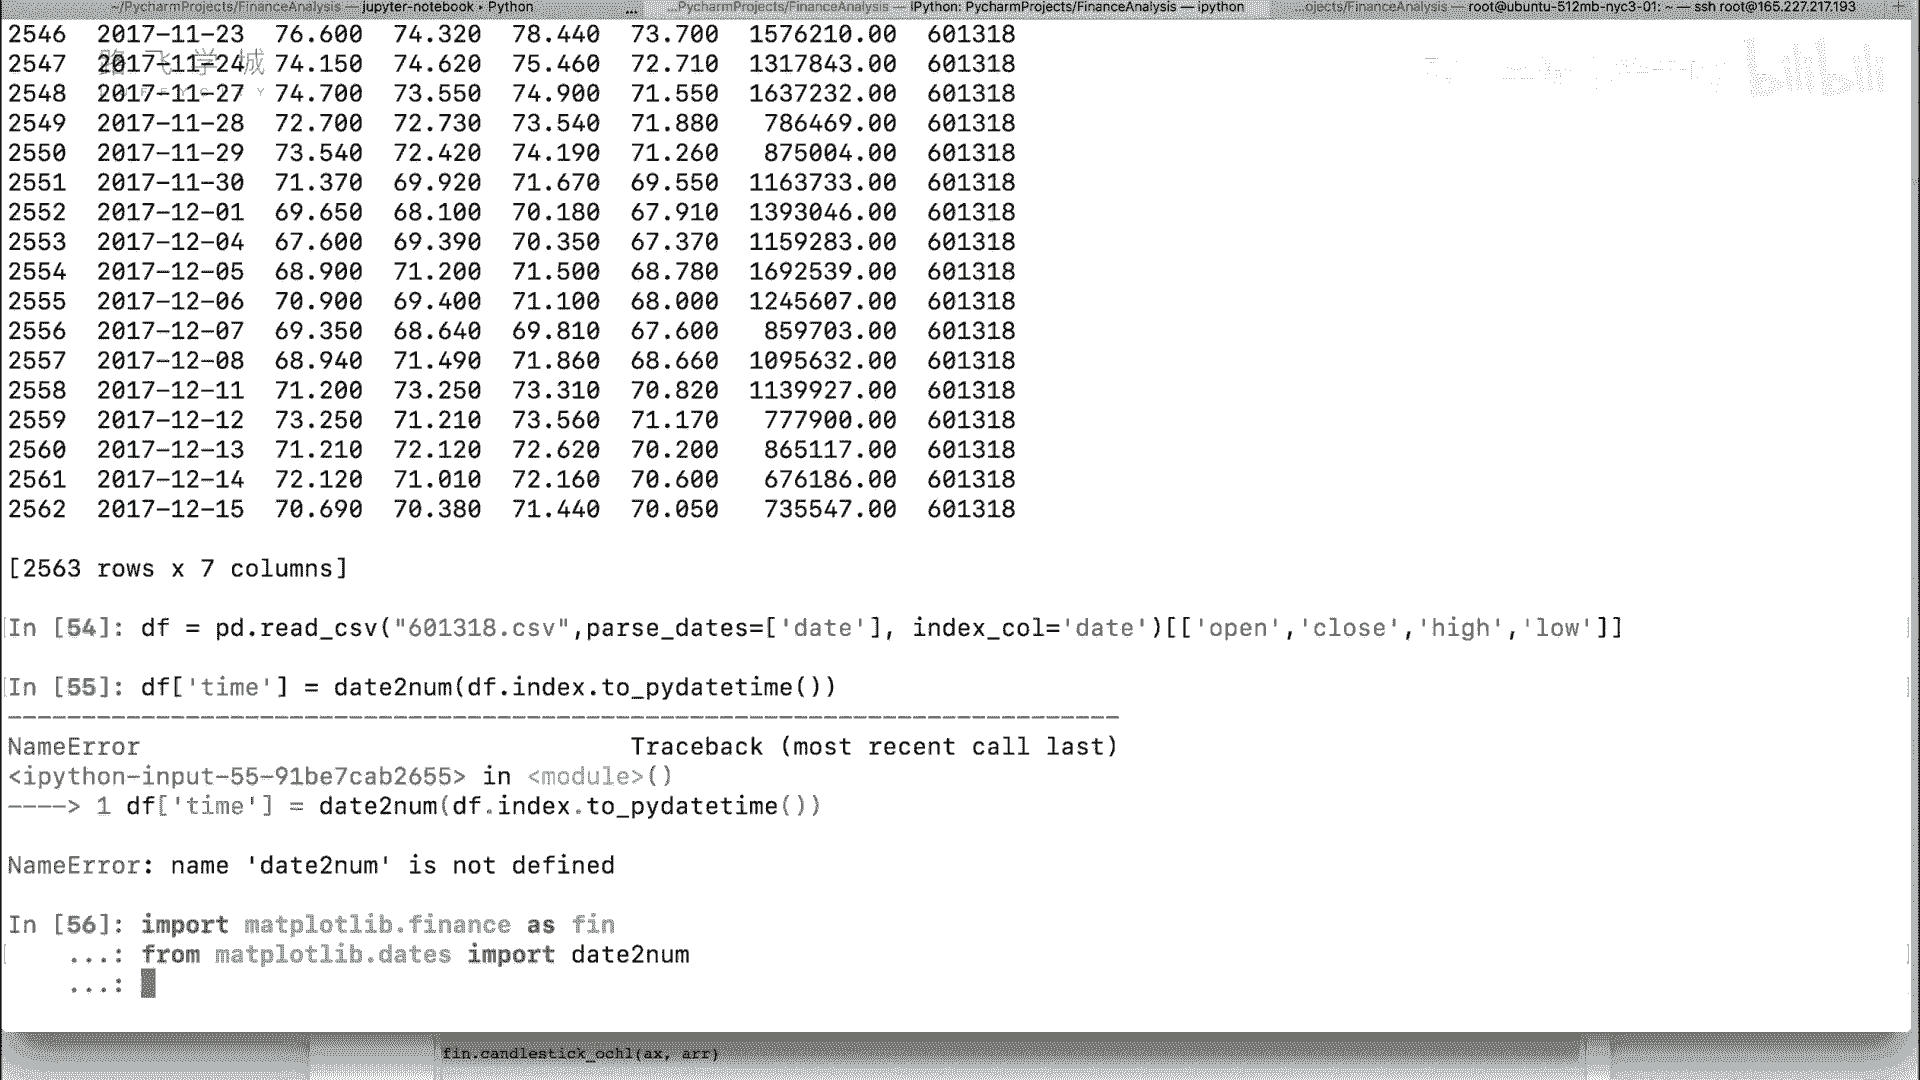 ~/PycharmProjects/FinanceAnalysis — jupyter-notebook • Python ... ...PycharmProjects/FinanceAnalysis — IPython: PycharmProjects/FinanceAnalysis — ipython ...ojects/FinanceAnalysis — root@ubuntu-512mb-nyc3-01: ~ — ssh root@165.227.217.193 +
2546 2017-11-23 76.600 74.320 78.440 73.700 1576210.00 601318
路飞学城
bilibili
2547 2017-11-24 74.150 74.620 75.460 72.710 1317843.00 601318
2548 2017-11-27 74.700 73.550 74.900 71.550 1637232.00 601318
2549 2017-11-28 72.700 72.730 73.540 71.880 786469.00 601318
2550 2017-11-29 73.540 72.420 74.190 71.260 875004.00 601318
2551 2017-11-30 71.370 69.920 71.670 69.550 1163733.00 601318
2552 2017-12-01 69.650 68.100 70.180 67.910 1393046.00 601318
2553 2017-12-04 67.600 69.390 70.350 67.370 1159283.00 601318
2554 2017-12-05 68.900 71.200 71.500 68.780 1692539.00 601318
2555 2017-12-06 70.900 69.400 71.100 68.000 1245607.00 601318
2556 2017-12-07 69.350 68.640 69.810 67.600 859703.00 601318
2557 2017-12-08 68.940 71.490 71.860 68.660 1095632.00 601318
2558 2017-12-11 71.200 73.250 73.310 70.820 1139927.00 601318
2559 2017-12-12 73.250 71.210 73.560 71.170 777900.00 601318
2560 2017-12-13 71.210 72.120 72.620 70.200 865117.00 601318
2561 2017-12-14 72.120 71.010 72.160 70.600 676186.00 601318
2562 2017-12-15 70.690 70.380 71.440 70.050 735547.00 601318
[2563 rows x 7 columns]
In [54]: df = pd.read_csv("601318.csv",parse_dates=['date'], index_col='date')[['open','close','high','low']]
In [55]: df['time'] = date2num(df.index.to_pydatetime())
---------------------------------------------------------------------------
NameError Traceback (most recent call last)
<ipython-input-55-91be7cab2655> in <module>()
----> 1 df['time'] = date2num(df.index.to_pydatetime())
NameError: name 'date2num' is not defined
In [56]: import matplotlib.finance as fin
...: from matplotlib.dates import date2num
...:
fin.candlestick_ochl(ax, arr)